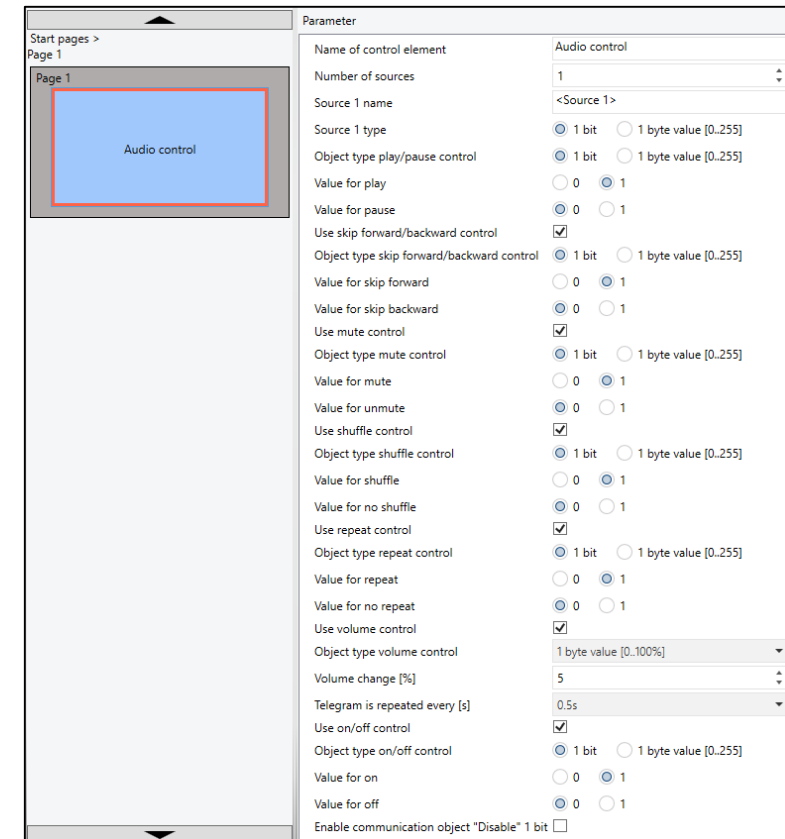 Start pages >
Page 1
Page 1
Audio control
Parameter
Name of control element Audio control
Number of sources 1
Source 1 name <Source 1>
Source 1 type 1 bit 1 byte value [0..255]
Object type play/pause control 1 bit 1 byte value [0..255]
Value for play 0 1
Value for pause 0 1
Use skip forward/backward control
Object type skip forward/backward control 1 bit 1 byte value [0..255]
Value for skip forward 0 1
Value for skip backward 0 1
Use mute control
Object type mute control 1 bit 1 byte value [0..255]
Value for mute 0 1
Value for unmute 0 1
Use shuffle control
Object type shuffle control 1 bit 1 byte value [0..255]
Value for shuffle 0 1
Value for no shuffle 0 1
Use repeat control
Object type repeat control 1 bit 1 byte value [0..255]
Value for repeat 0 1
Value for no repeat 0 1
Use volume control
Object type volume control 1 byte value [0..100%]
Volume change [%] 5
Telegram is repeated every [s] 0.5s
Use on/off control
Object type on/off control 1 bit 1 byte value [0..255]
Value for on 0 1
Value for off 0 1
Enable communication object "Disable" 1 bit